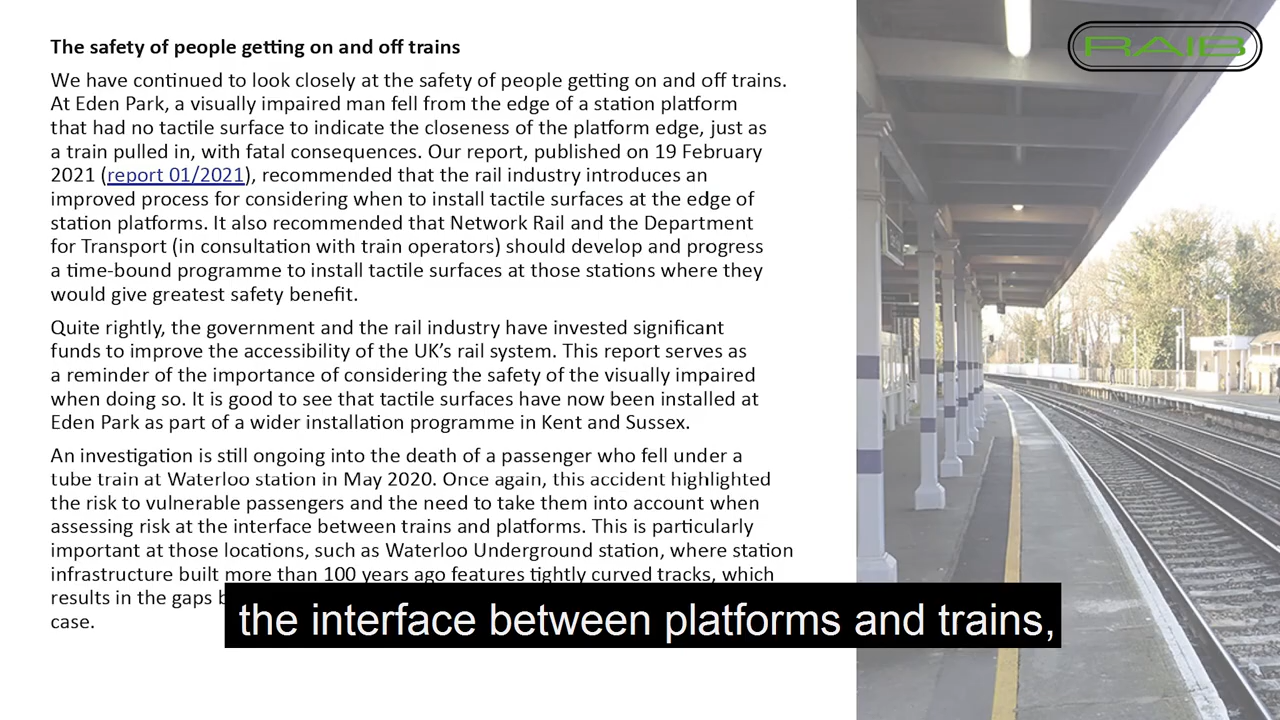 The safety of people getting on and off trains
We have continued to look closely at the safety of people getting on and off trains.
At Eden Park, a visually impaired man fell from the edge of a station platform
that had no tactile surface to indicate the closeness of the platform edge, just as
a train pulled in, with fatal consequences. Our report, published on 19 February
2021 (report 01/2021), recommended that the rail industry introduces an
improved process for considering when to install tactile surfaces at the edge of
station platforms. It also recommended that Network Rail and the Department
for Transport (in consultation with train operators) should develop and progress
a time-bound programme to install tactile surfaces at those stations where they
would give greatest safety benefit.
Quite rightly, the government and the rail industry have invested significant
funds to improve the accessibility of the UK’s rail system. This report serves as
a reminder of the importance of considering the safety of the visually impaired
when doing so. It is good to see that tactile surfaces have now been installed at
Eden Park as part of a wider installation programme in Kent and Sussex.
An investigation is still ongoing into the death of a passenger who fell under a
tube train at Waterloo station in May 2020. Once again, this accident highlighted
the risk to vulnerable passengers and the need to take them into account when
assessing risk at the interface between trains and platforms. This is particularly
important at those locations, such as Waterloo Underground station, where station
infrastructure built more than 100 years ago features tightly curved tracks, which
results in the gaps
case.
the interface between platforms and trains,
RAIB